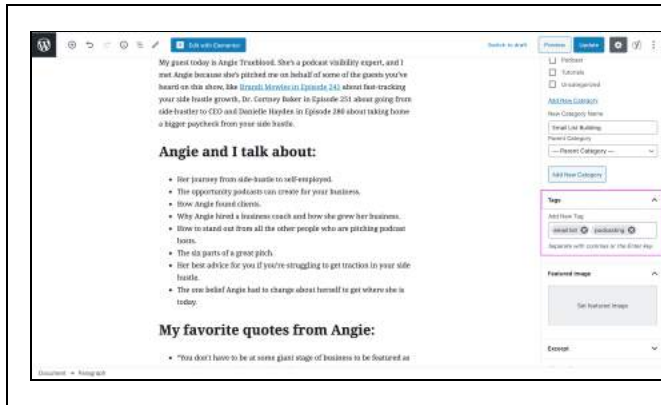 Edit with Elementor
Switch to draft
Preview
Update
My guest today is Angie Trueblood. She's a podcast visibility expert, and I
met Angie because she's pitched me on behalf of some of the guests you've
heard on this show, like Brandi Mowles in Episode 241 about fast-tracking
your side hustle growth, Dr. Cortney Baker in Episode 251 about going from
side-hustler to CEO and Danielle Hayden in Episode 280 about taking home
a bigger paycheck from your side hustle.
Angie and I talk about:
Her journey from side-hustle to self-employed.
The opportunity podcasts can create for your business.
How Angie found clients.
Why Angie hired a business coach and how she grew her business.
How to stand out from all the other people who are pitching podcast
hosts.
The six parts of a great pitch.
Her best advice for you if you're struggling to get traction in your side
hustle.
The one belief Angie had to change about herself to get where she is
today.
My favorite quotes from Angie:
"You don't have to be at some giant stage of business to be featured as
Podcast
Tutorials
Uncategorized
Add New Category
New Category Name
Email List Building
Parent Category
— Parent Category —
Add New Category
Tags
Add New Tag
email list
podcasting
Separate with commas or the Enter key.
Featured image
Set featured image
Excerpt
Document → Paragraph